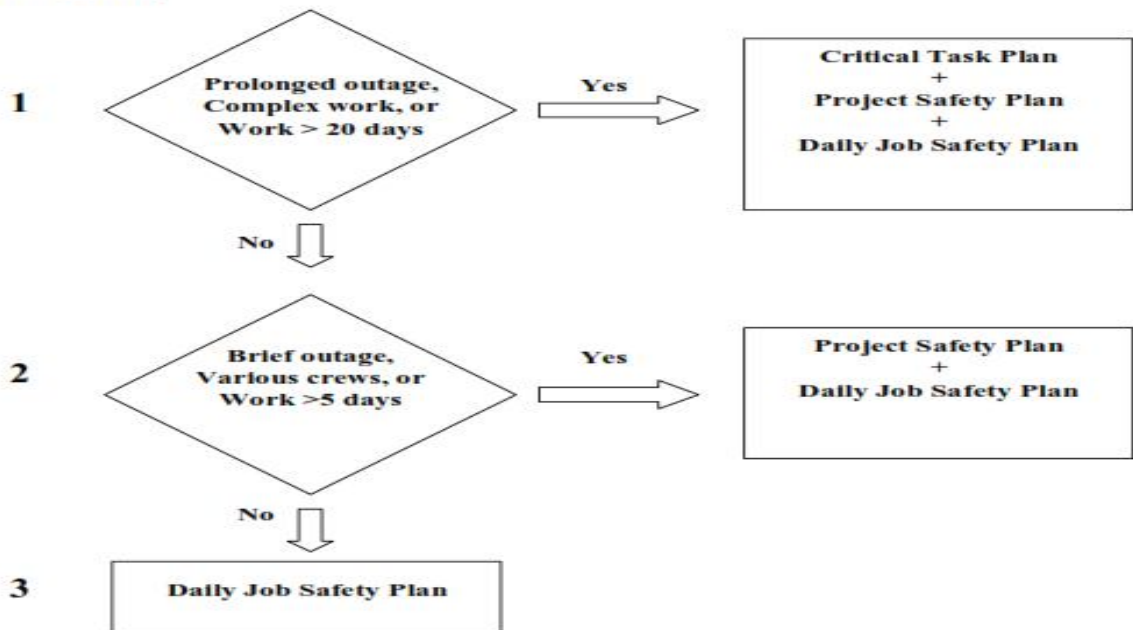 1
Prolonged outage,
Complex work, or
Work > 20 days
Yes
Critical Task Plan
+
Project Safety Plan
+
Daily Job Safety Plan
No
2
Brief outage,
Various crews, or
Work >5 days
Yes
Project Safety Plan
+
Daily Job Safety Plan
No
3
Daily Job Safety Plan